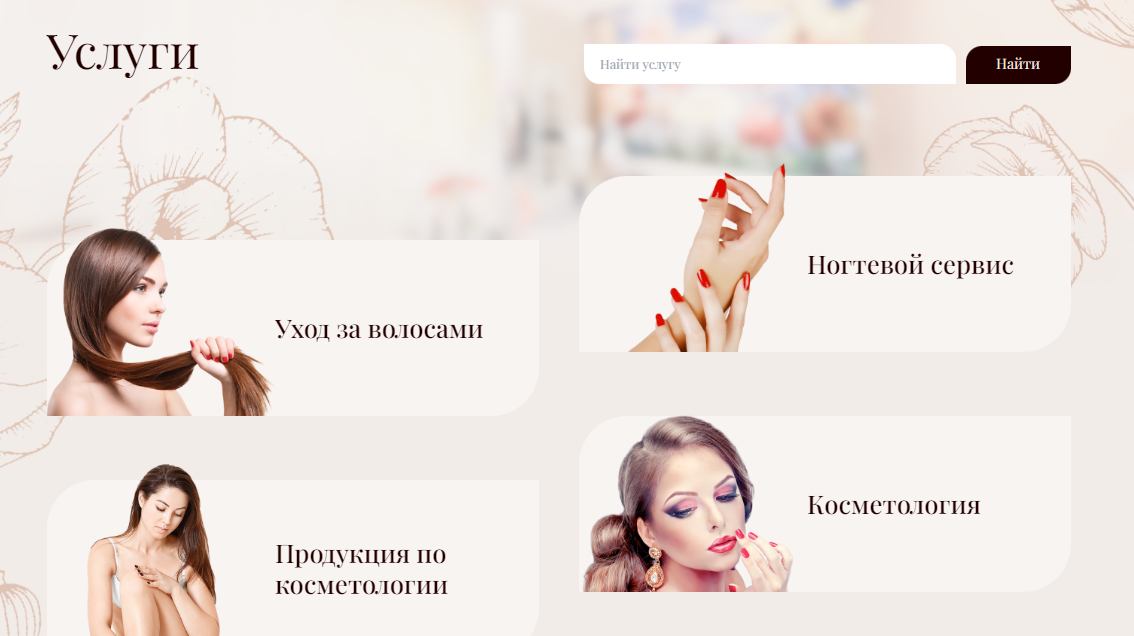 Услуги
Найти услугу
Найти
Ногтевой сервис
Уход за волосами
Косметология
Продукция по
косметологии